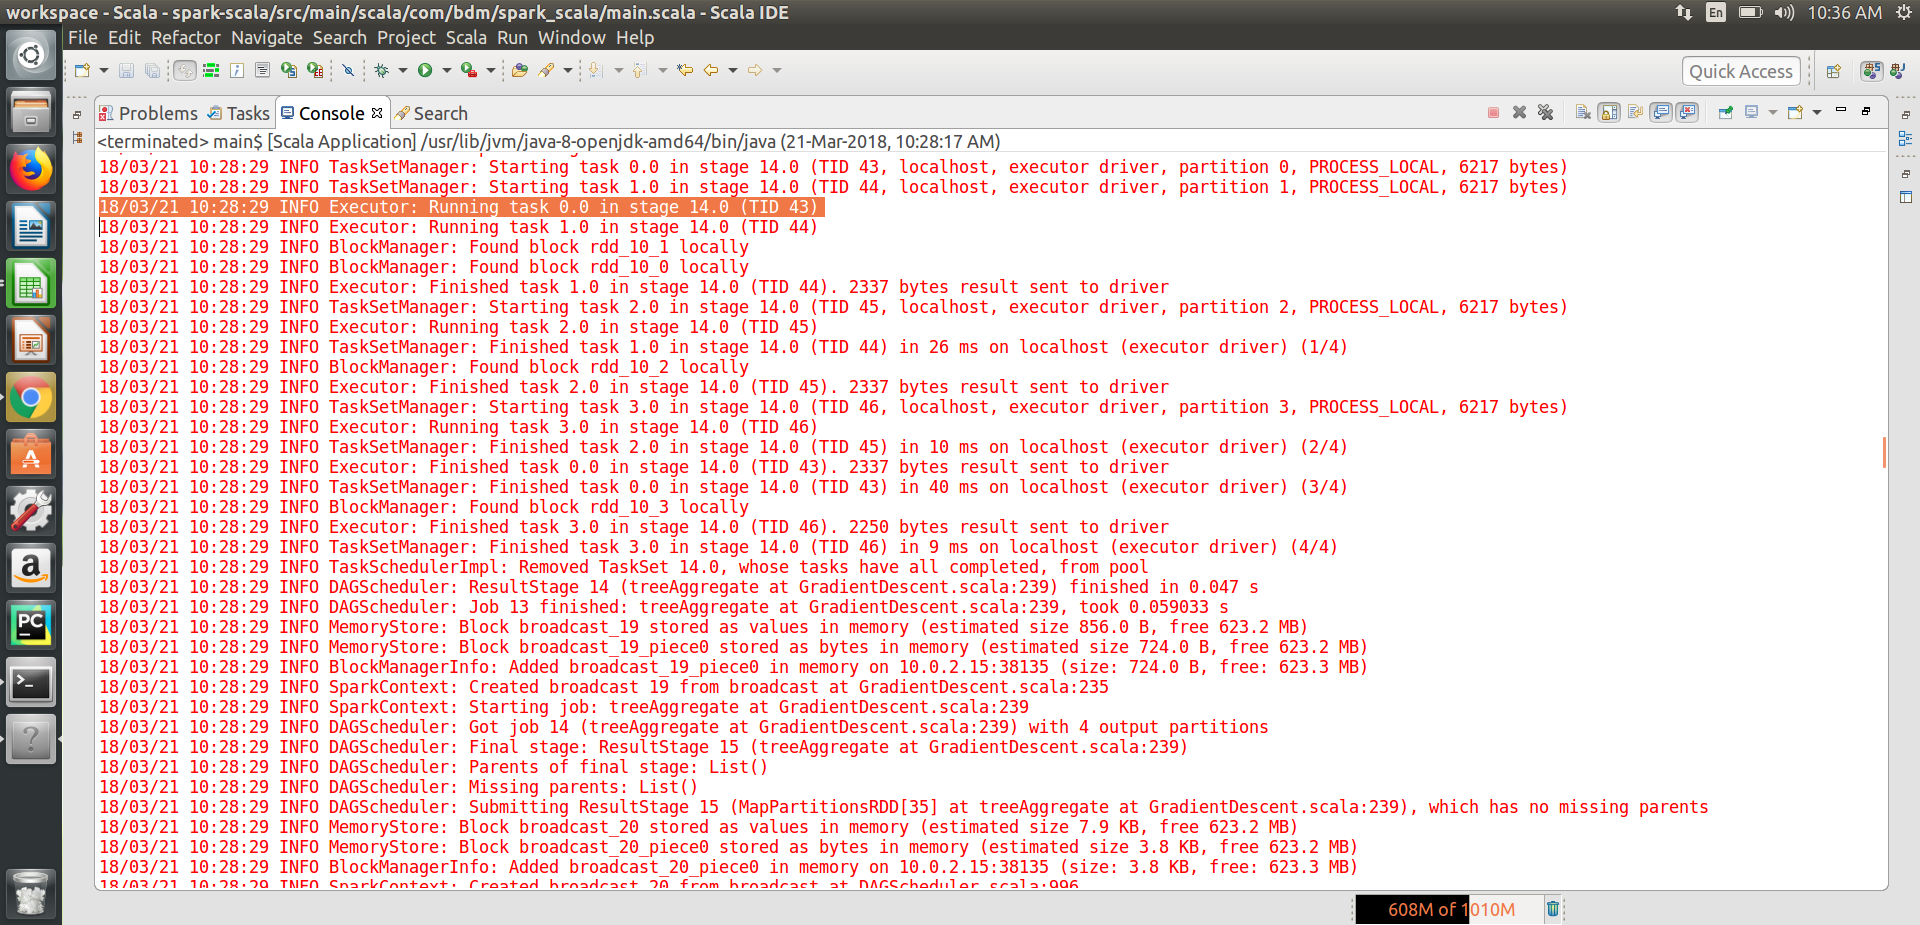 workspace - Scala - spark-scala/src/main/scala/com/bdm/spark_scala/main.scala - Scala IDE
En
10:36 AM
File Edit Refactor Navigate Search Project Scala Run Window Help
Quick Access
Problems Tasks Console Search
<terminated> main$ [Scala Application] /usr/lib/jvm/java-8-openjdk-amd64/bin/java (21-Mar-2018, 10:28:17 AM)
18/03/21 10:28:29 INFO TaskSetManager: Starting task 0.0 in stage 14.0 (TID 43, localhost, executor driver, partition 0, PROCESS_LOCAL, 6217 bytes)
18/03/21 10:28:29 INFO TaskSetManager: Starting task 1.0 in stage 14.0 (TID 44, localhost, executor driver, partition 1, PROCESS_LOCAL, 6217 bytes)
18/03/21 10:28:29 INFO Executor: Running task 0.0 in stage 14.0 (TID 43)
18/03/21 10:28:29 INFO Executor: Running task 1.0 in stage 14.0 (TID 44)
18/03/21 10:28:29 INFO BlockManager: Found block rdd_10_1 locally
18/03/21 10:28:29 INFO BlockManager: Found block rdd_10_0 locally
18/03/21 10:28:29 INFO Executor: Finished task 1.0 in stage 14.0 (TID 44). 2337 bytes result sent to driver
18/03/21 10:28:29 INFO TaskSetManager: Starting task 2.0 in stage 14.0 (TID 45, localhost, executor driver, partition 2, PROCESS_LOCAL, 6217 bytes)
18/03/21 10:28:29 INFO Executor: Running task 2.0 in stage 14.0 (TID 45)
18/03/21 10:28:29 INFO TaskSetManager: Finished task 1.0 in stage 14.0 (TID 44) in 26 ms on localhost (executor driver) (1/4)
18/03/21 10:28:29 INFO BlockManager: Found block rdd_10_2 locally
18/03/21 10:28:29 INFO Executor: Finished task 2.0 in stage 14.0 (TID 45). 2337 bytes result sent to driver
18/03/21 10:28:29 INFO TaskSetManager: Starting task 3.0 in stage 14.0 (TID 46, localhost, executor driver, partition 3, PROCESS_LOCAL, 6217 bytes)
18/03/21 10:28:29 INFO Executor: Running task 3.0 in stage 14.0 (TID 46)
18/03/21 10:28:29 INFO TaskSetManager: Finished task 2.0 in stage 14.0 (TID 45) in 10 ms on localhost (executor driver) (2/4)
18/03/21 10:28:29 INFO Executor: Finished task 0.0 in stage 14.0 (TID 43). 2337 bytes result sent to driver
18/03/21 10:28:29 INFO TaskSetManager: Finished task 0.0 in stage 14.0 (TID 43) in 40 ms on localhost (executor driver) (3/4)
18/03/21 10:28:29 INFO BlockManager: Found block rdd_10_3 locally
18/03/21 10:28:29 INFO Executor: Finished task 3.0 in stage 14.0 (TID 46). 2250 bytes result sent to driver
18/03/21 10:28:29 INFO TaskSetManager: Finished task 3.0 in stage 14.0 (TID 46) in 9 ms on localhost (executor driver) (4/4)
18/03/21 10:28:29 INFO TaskSchedulerImpl: Removed TaskSet 14.0, whose tasks have all completed, from pool
18/03/21 10:28:29 INFO DAGScheduler: ResultStage 14 (treeAggregate at GradientDescent.scala:239) finished in 0.047 s
18/03/21 10:28:29 INFO DAGScheduler: Job 13 finished: treeAggregate at GradientDescent.scala:239, took 0.059033 s
18/03/21 10:28:29 INFO MemoryStore: Block broadcast_19 stored as values in memory (estimated size 856.0 B, free 623.2 MB)
18/03/21 10:28:29 INFO MemoryStore: Block broadcast_19_piece0 stored as bytes in memory (estimated size 724.0 B, free 623.2 MB)
18/03/21 10:28:29 INFO BlockManagerInfo: Added broadcast_19_piece0 in memory on 10.0.2.15:38135 (size: 724.0 B, free: 623.3 MB)
18/03/21 10:28:29 INFO SparkContext: Created broadcast 19 from broadcast at GradientDescent.scala:235
18/03/21 10:28:29 INFO SparkContext: Starting job: treeAggregate at GradientDescent.scala:239
18/03/21 10:28:29 INFO DAGScheduler: Got job 14 (treeAggregate at GradientDescent.scala:239) with 4 output partitions
18/03/21 10:28:29 INFO DAGScheduler: Final stage: ResultStage 15 (treeAggregate at GradientDescent.scala:239)
18/03/21 10:28:29 INFO DAGScheduler: Parents of final stage: List()
18/03/21 10:28:29 INFO DAGScheduler: Missing parents: List()
18/03/21 10:28:29 INFO DAGScheduler: Submitting ResultStage 15 (MapPartitionsRDD[35] at treeAggregate at GradientDescent.scala:239), which has no missing parents
18/03/21 10:28:29 INFO MemoryStore: Block broadcast_20 stored as values in memory (estimated size 7.9 KB, free 623.2 MB)
18/03/21 10:28:29 INFO MemoryStore: Block broadcast_20_piece0 stored as bytes in memory (estimated size 3.8 KB, free 623.2 MB)
18/03/21 10:28:29 INFO BlockManagerInfo: Added broadcast_20_piece0 in memory on 10.0.2.15:38135 (size: 3.8 KB, free: 623.3 MB)
18/03/21 10:28:29 INFO SparkContext: Created broadcast 20 from broadcast at DAGScheduler.scala:996
608M of 1010M